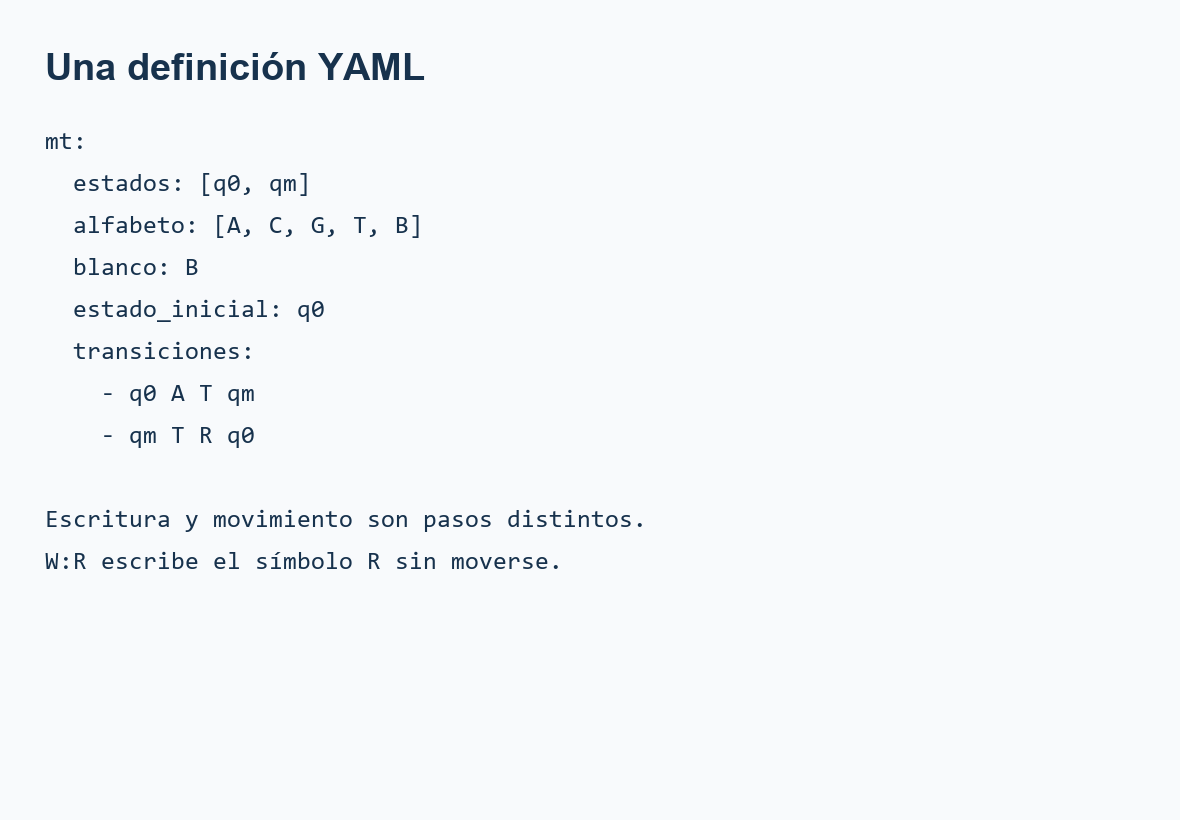 Una definición YAML
mt:
  estados: [q0, qm]
  alfabeto: [A, C, G, T, B]
  blanco: B
  estado_inicial: q0
  transiciones:
    - q0 A T qm
    - qm T R q0
Escritura y movimiento son pasos distintos.
W:R escribe el símbolo R sin moverse.